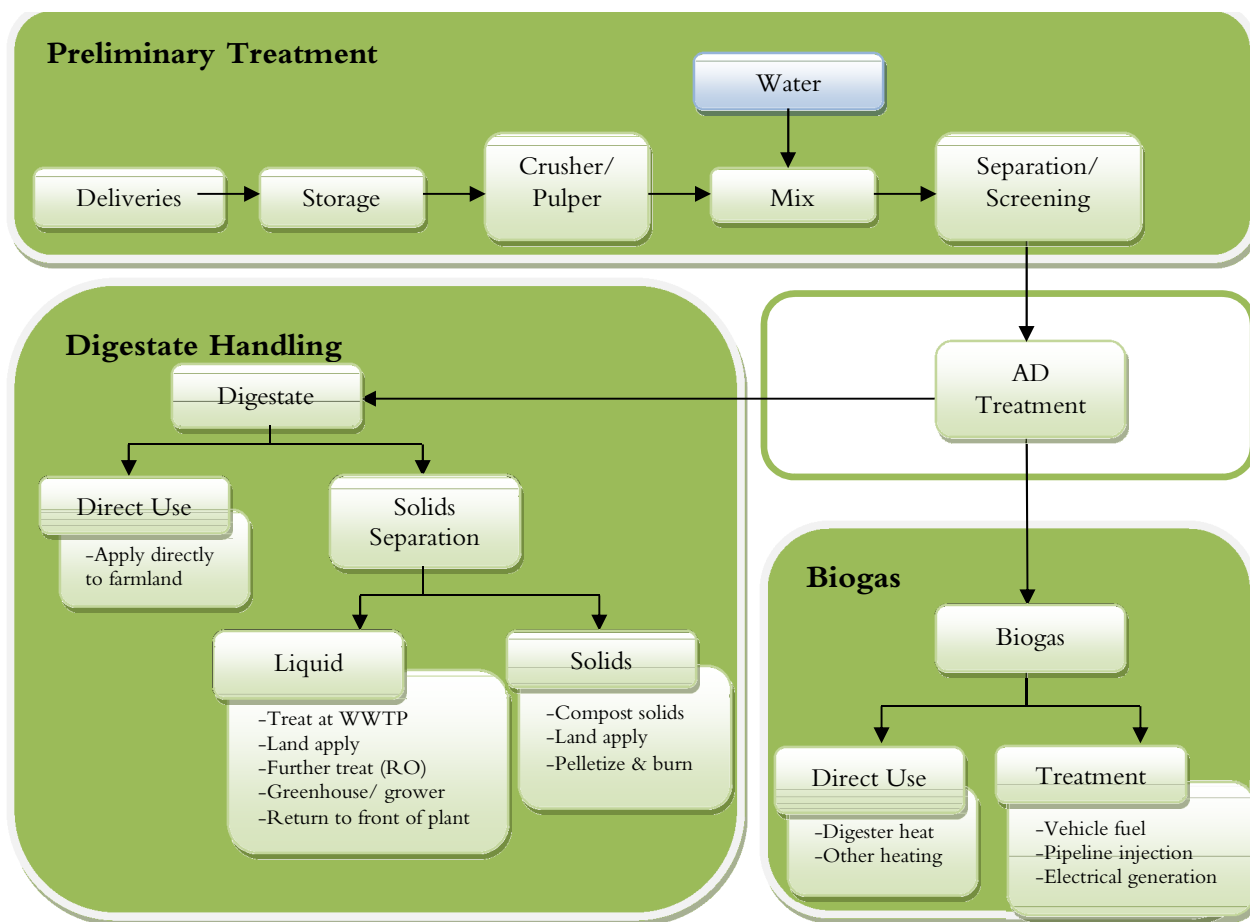 Preliminary Treatment
Water
Deliveries
Storage
Crusher/
Pulper
Mix
Separation/
Screening
Digestate Handling
Digestate
AD
Treatment
Direct Use
-Apply directly
to farmland
Solids
Separation
Liquid
-Treat at WWTP
-Land apply
-Further treat (RO)
-Greenhouse/ grower
-Return to front of plant
Solids
-Compost solids
-Land apply
-Pelletize & burn
Biogas
Biogas
Direct Use
-Digester heat
-Other heating
Treatment
-Vehicle fuel
-Pipeline injection
-Electrical generation